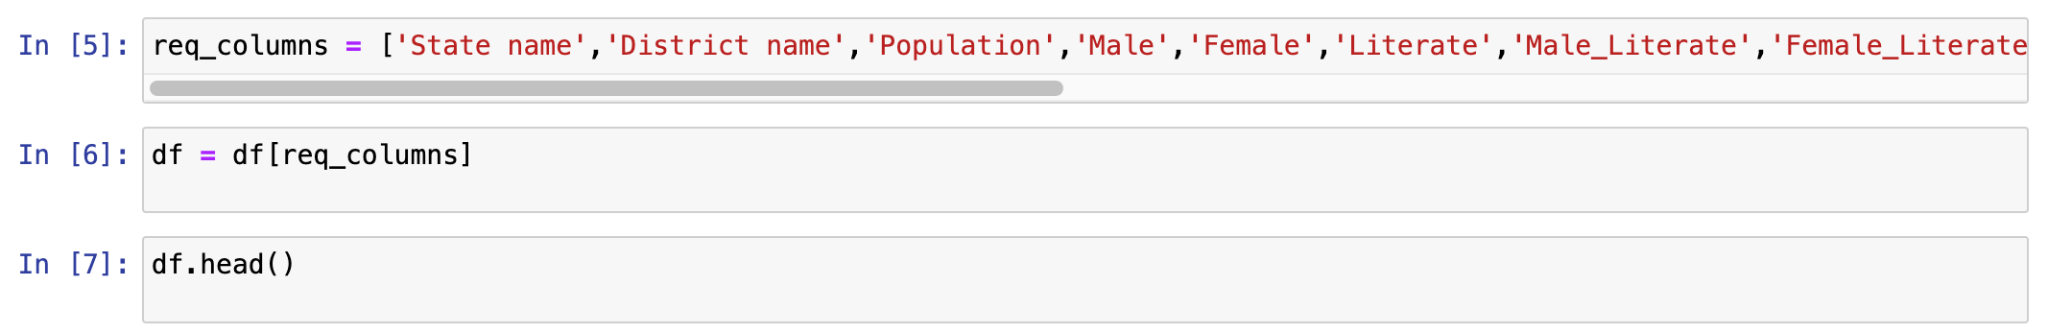 In [5]: req_columns = ['State name','District name','Population','Male','Female','Literate','Male_Literate','Female_Literate
In [6]: df = df[req_columns]
In [7]: df.head()